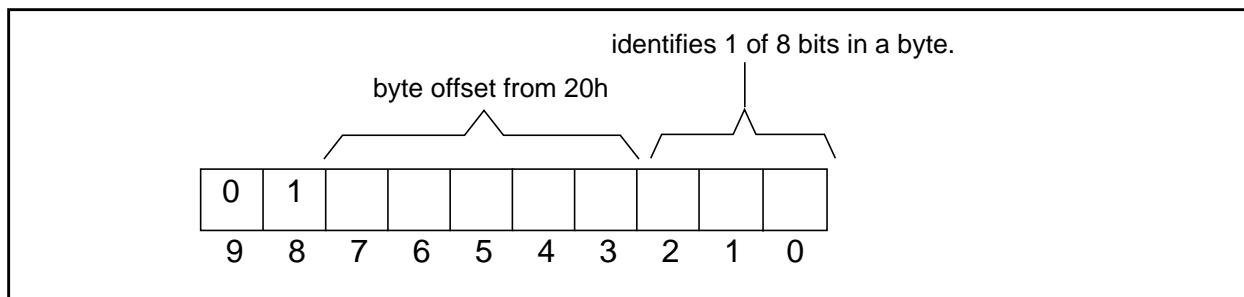 identifies 1 of 8 bits in a byte.
byte offset from 20h
0 1
9 8 7 6 5 4 3 2 1 0